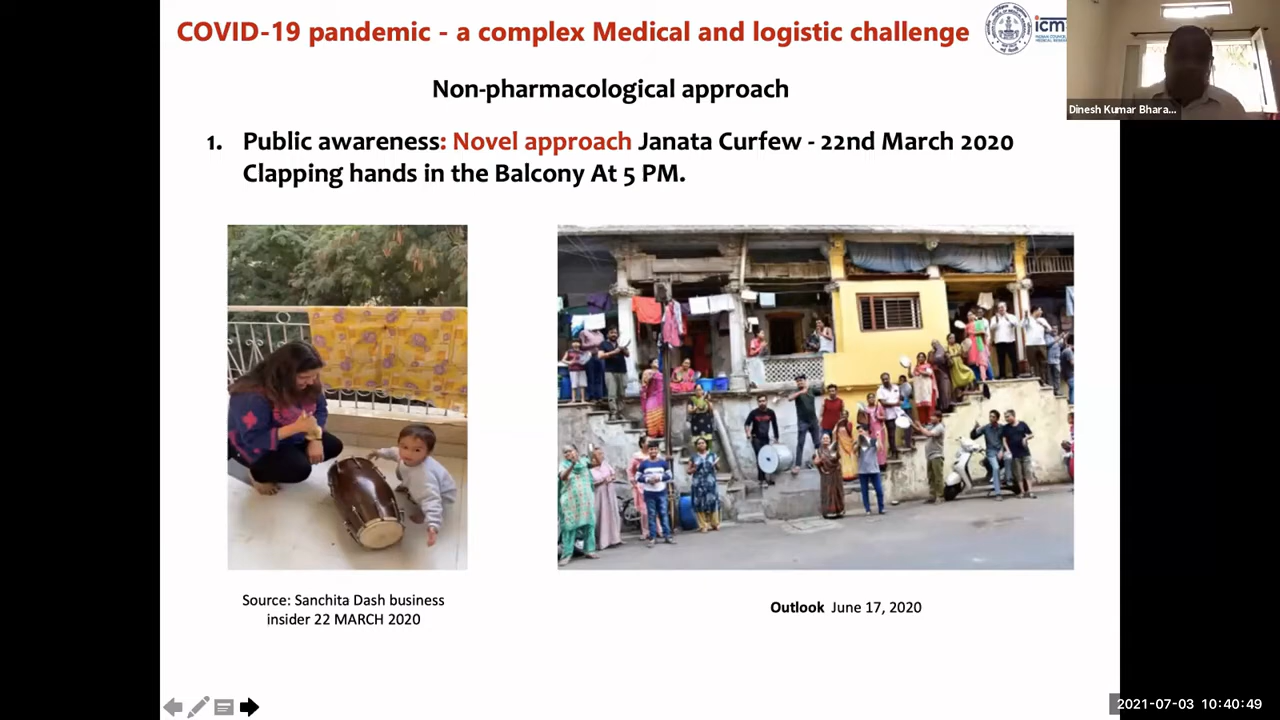 COVID-19 pandemic - a complex Medical and logistic challenge
icm
Non-pharmacological approach
Dinesh Kumar Bhara...
1. Public awareness: Novel approach Janata Curfew - 22nd March 2020
Clapping hands in the Balcony At 5 PM.
Source: Sanchita Dash business
insider 22 MARCH 2020
Outlook June 17, 2020
2021-07-03 10:40:49